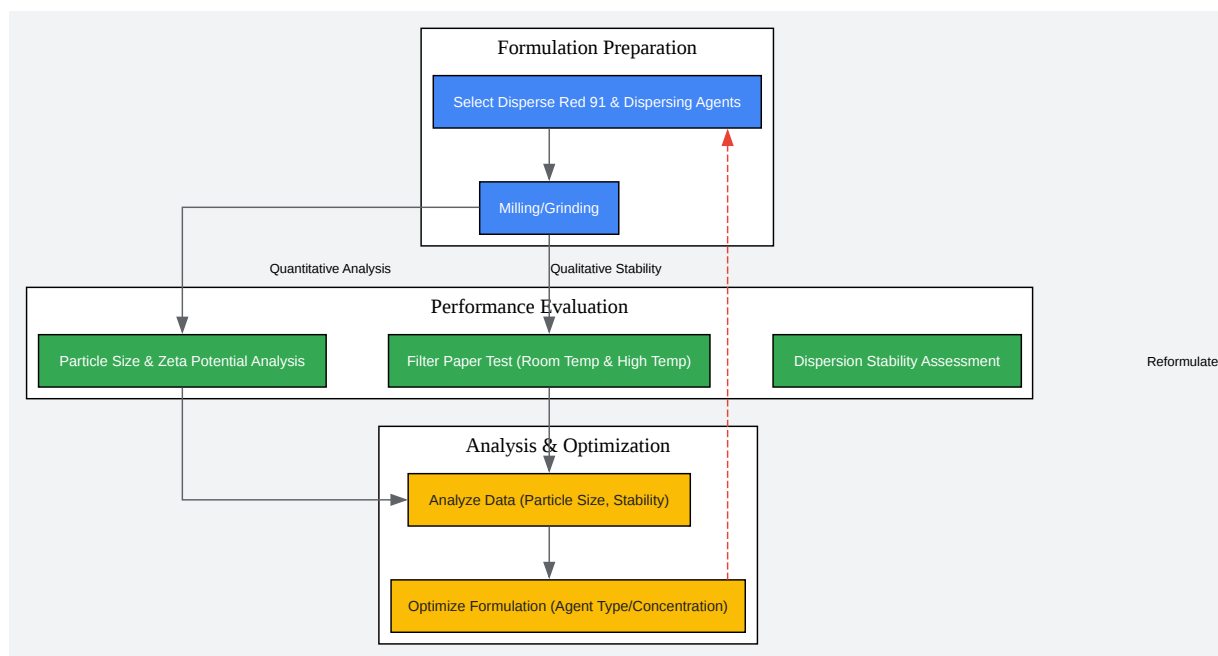 Formulation Preparation
Select Disperse Red 91 & Dispersing Agents
Milling/Grinding
Quantitative Analysis
Qualitative Stability
Performance Evaluation
Particle Size & Zeta Potential Analysis
Filter Paper Test (Room Temp & High Temp)
Dispersion Stability Assessment
Reformulate
Analysis & Optimization
Analyze Data (Particle Size, Stability)
Optimize Formulation (Agent Type/Concentration)